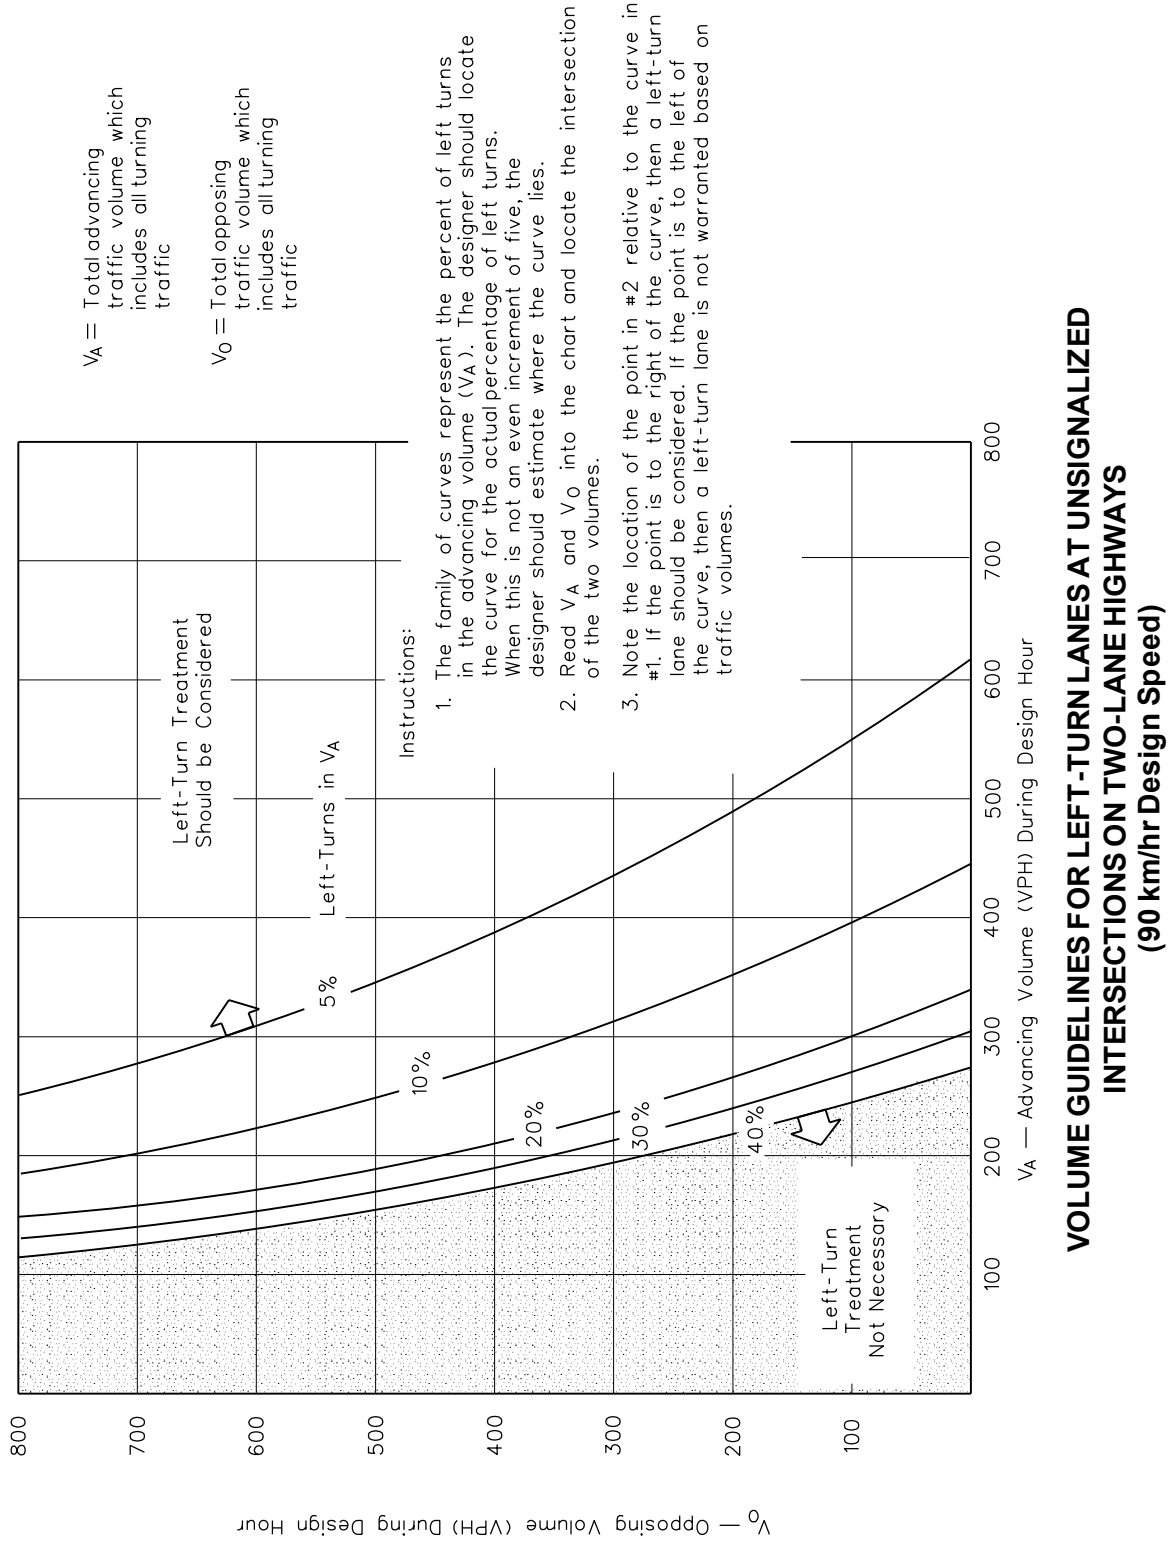 V_A = Total advancing
traffic volume which
includes all turning
traffic
V_O = Total opposing
traffic volume which
includes all turning
traffic
Left-Turn Treatment
Should be Considered
Left-Turns in V_A
5%
10%
20%
30%
40%
Instructions:
1. The family of curves represent the percent of left turns
in the advancing volume (V_A). The designer should locate
the curve for the actual percentage of left turns.
When this is not an even increment of five, the
designer should estimate where the curve lies.
2. Read V_A and V_O into the chart and locate the intersection
of the two volumes.
3. Note the location of the point in #2 relative to the curve in
#1. If the point is to the right of the curve, then a left-turn
lane should be considered. If the point is to the left of
the curve, then a left-turn lane is not warranted based on
traffic volumes.
Left-Turn
Treatment
Not Necessary
800
700
600
500
400
300
200
100
V_O — Opposing Volume (VPH) During Design Hour
100
200
300
400
500
600
700
800
V_A — Advancing Volume (VPH) During Design Hour
VOLUME GUIDELINES FOR LEFT-TURN LANES AT UNSIGNALIZED
INTERSECTIONS ON TWO-LANE HIGHWAYS
(90 km/hr Design Speed)